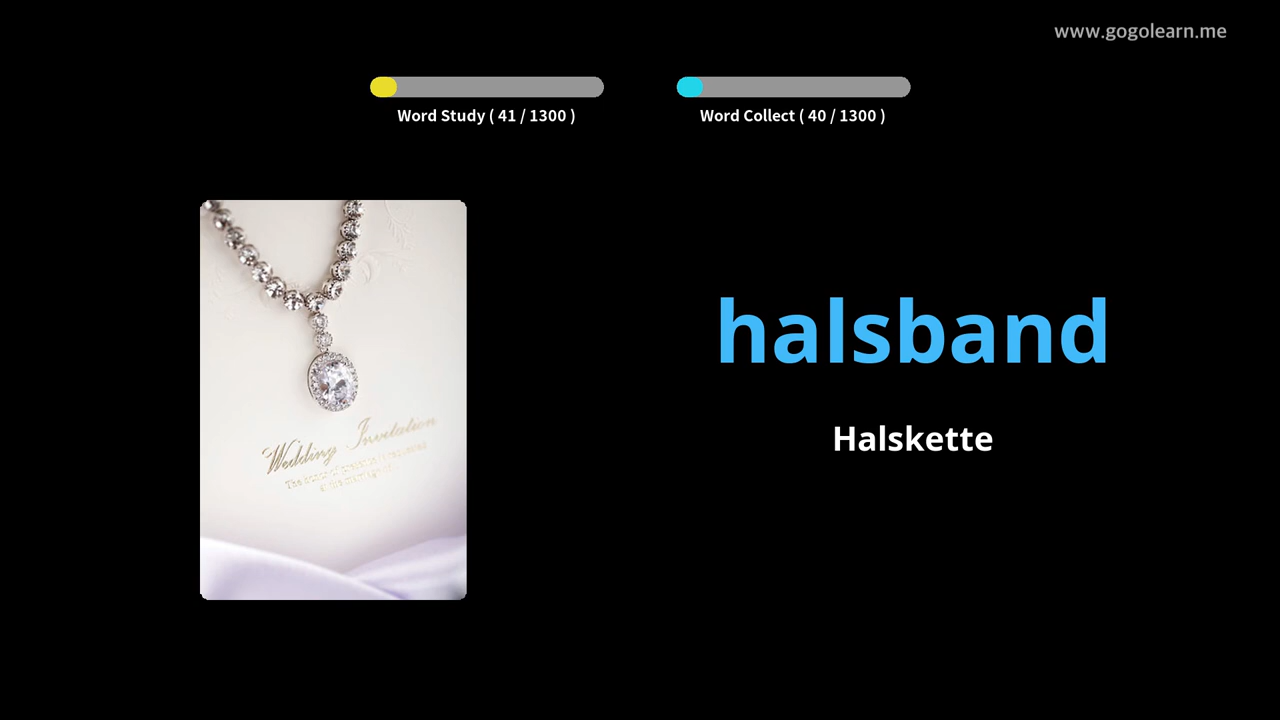 www.gogolearn.me
Word Study ( 41 / 1300 )
Word Collect ( 40 / 1300 )
halsband
Halskette
Wedding Invitation